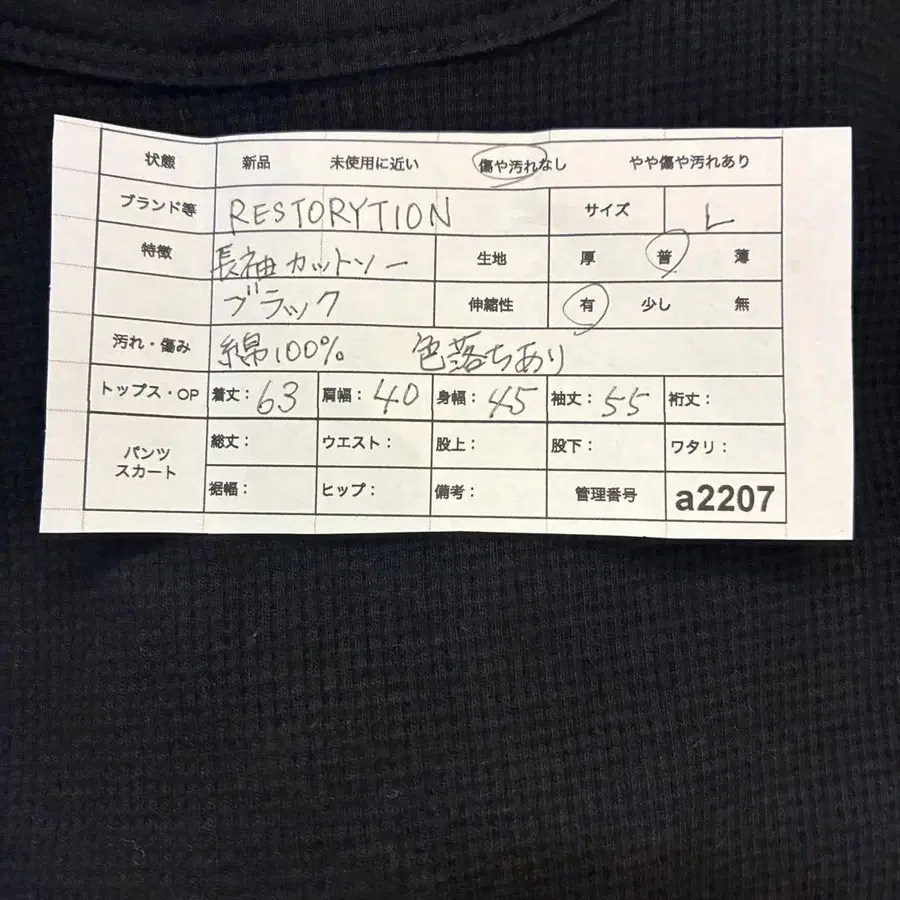 状態 新品 未使用に近い 傷や汚れなし やや傷や汚れあり
ブランド等 RESTORYTION サイズ L
特徴 長袖カットソー 生地 厚 普 薄
ブラック 伸縮性 有 少し 無
汚れ・傷み 綿100% 色落ちあり
トップス・OP 着丈：63 肩幅：40 身幅：45 袖丈：55 裄丈：
パンツ スカート 総丈： ウエスト： 股上： 股下： ワタリ：
裾幅： ヒップ： 備考： 管理番号 a2207